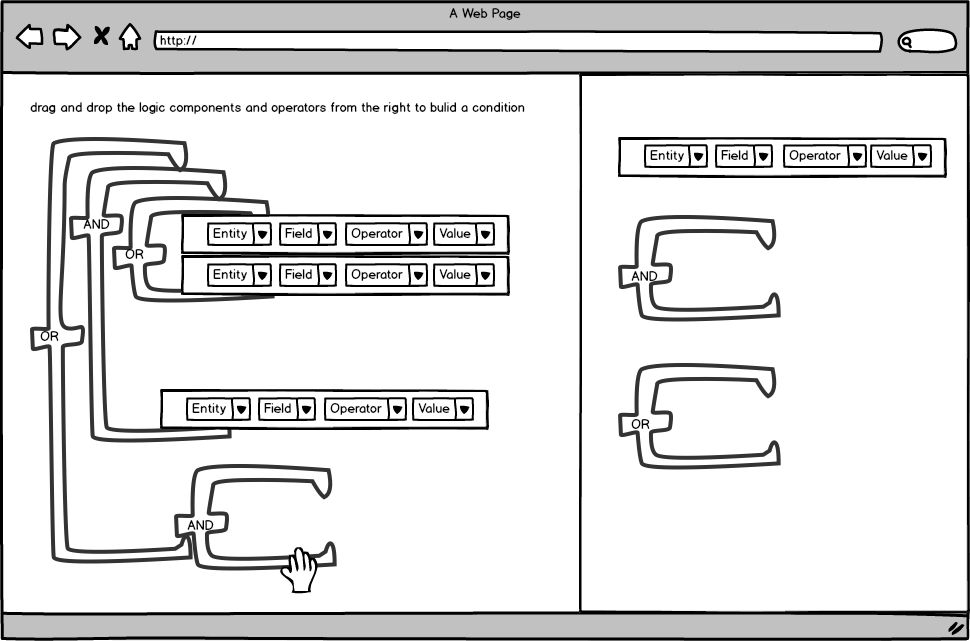 A Web Page
http://
drag and drop the logic components and operators from the right to bulid a condition
AND
OR
OR
Entity Field Operator Value
Entity Field Operator Value
Entity Field Operator Value
AND
Entity Field Operator Value
AND
OR